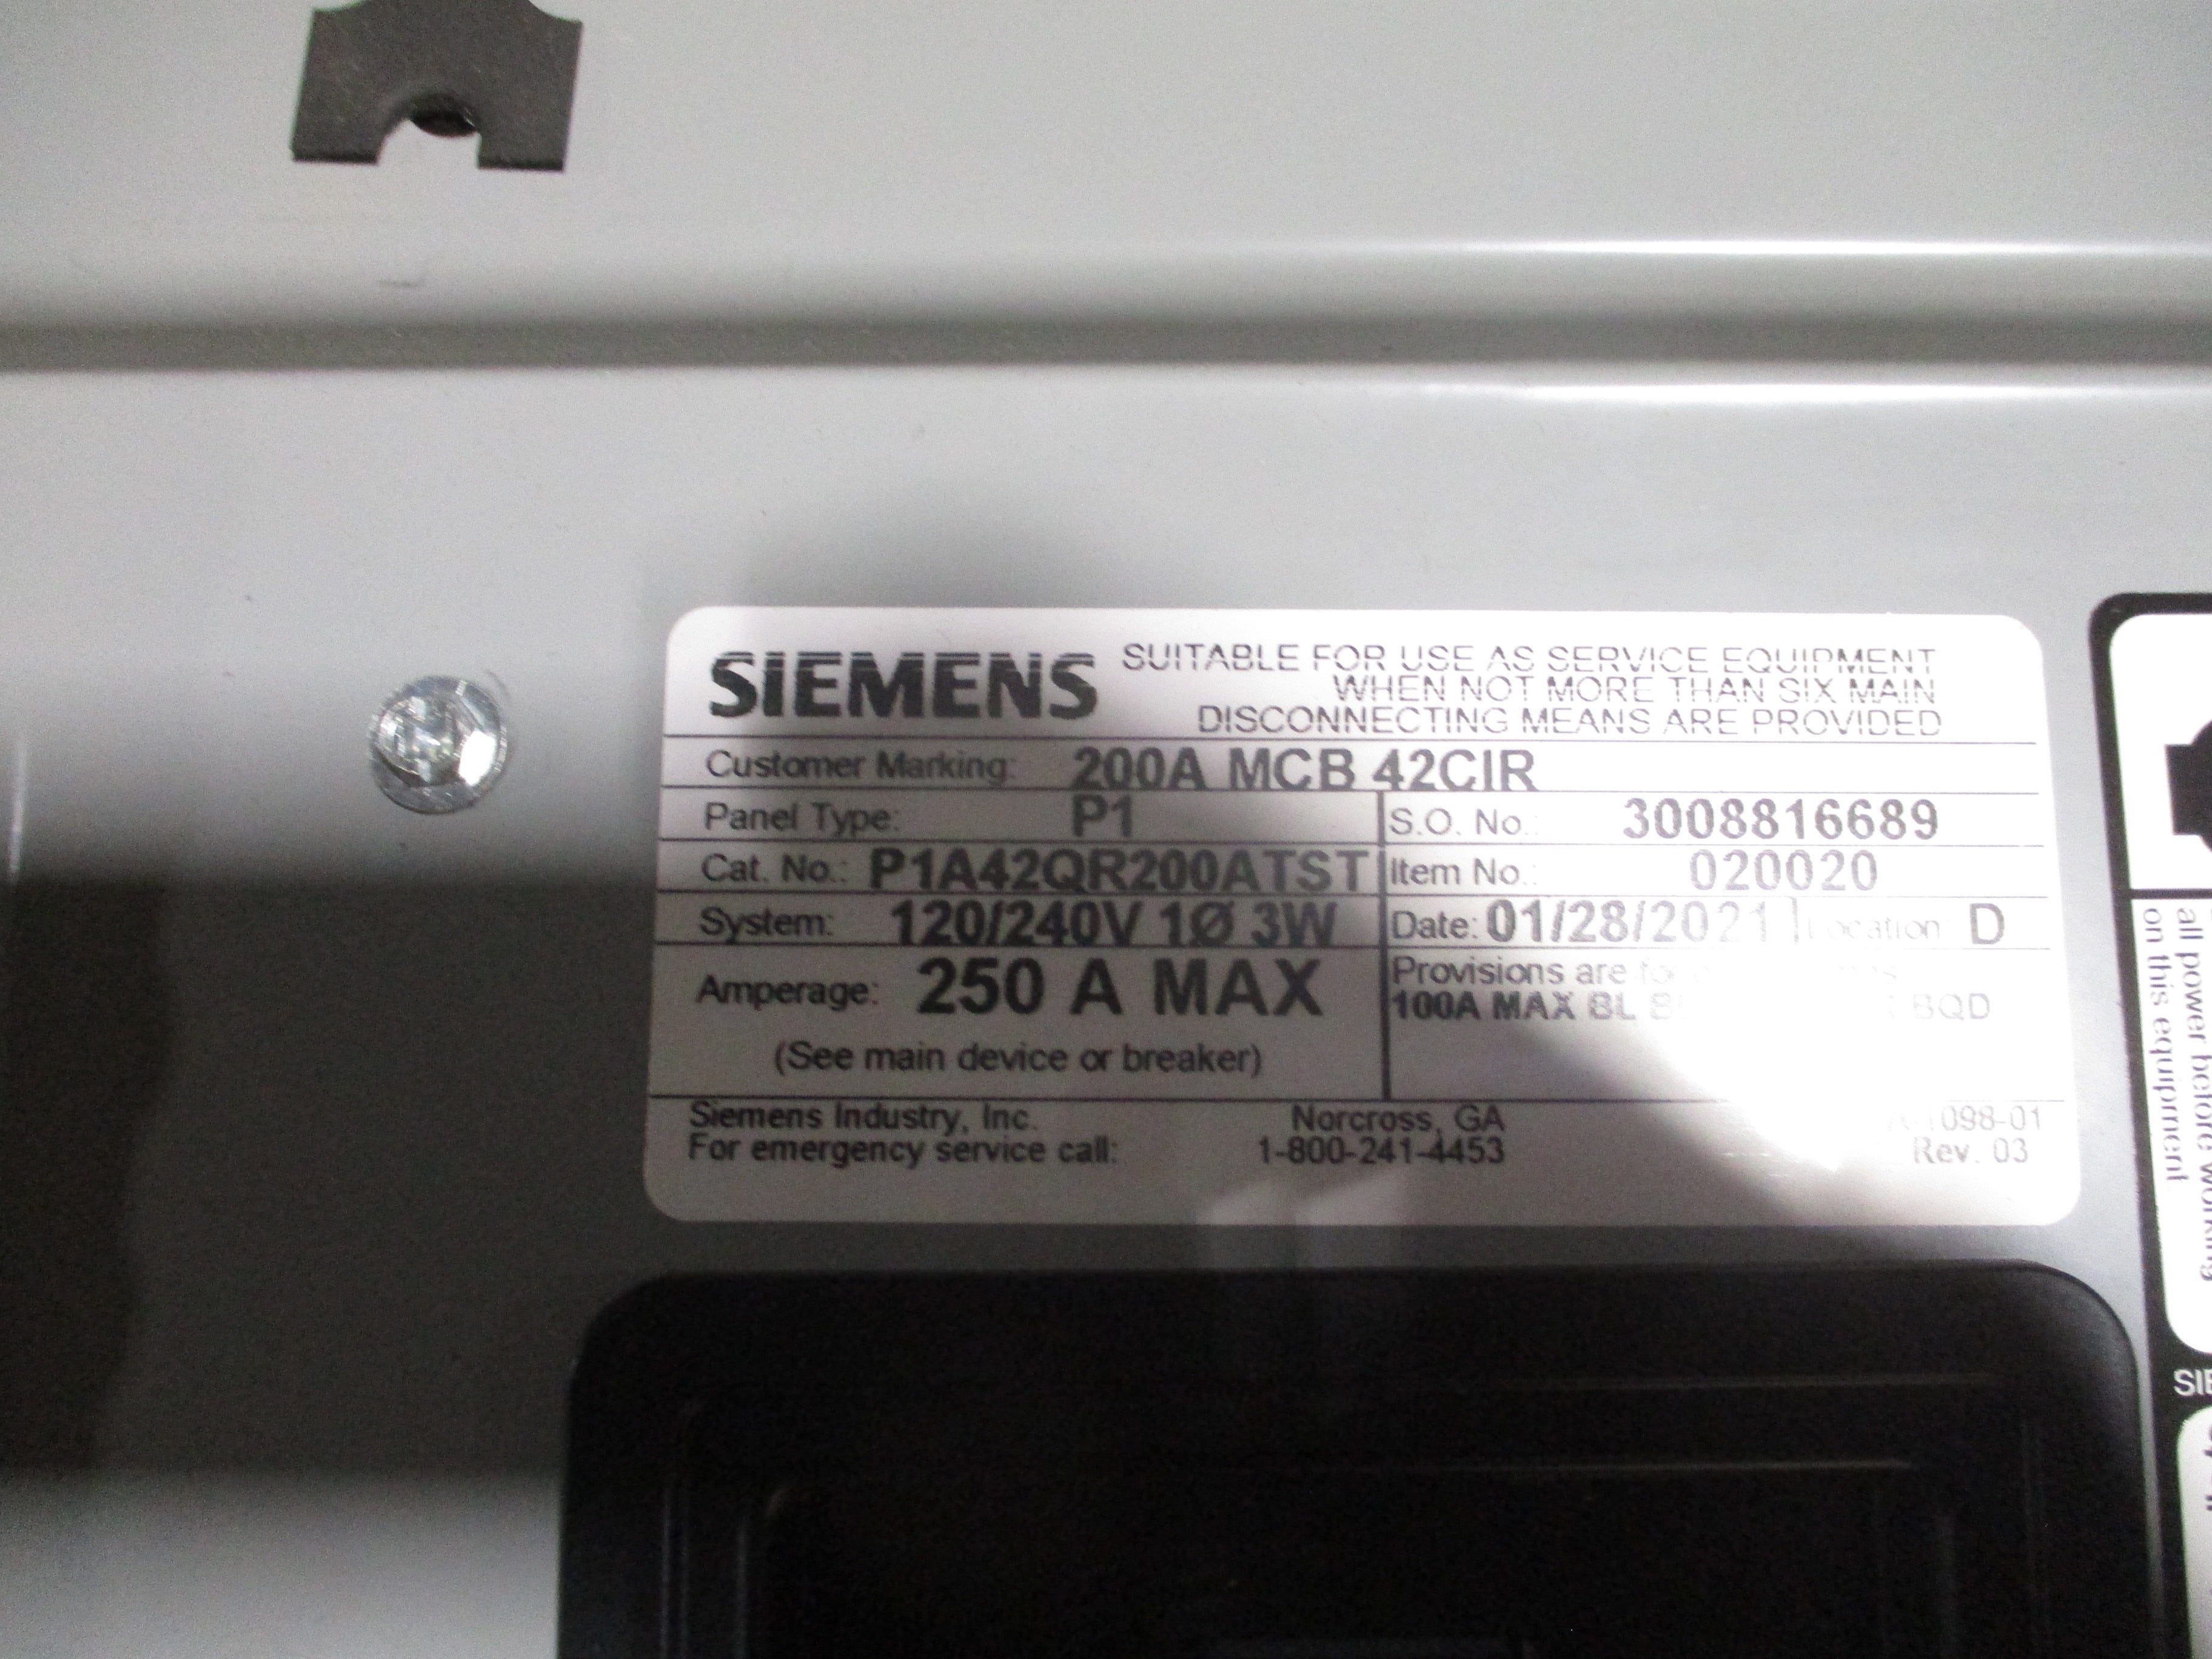 SIEMENS
SUITABLE FOR USE AS SERVICE EQUIPMENT
WHEN NOT MORE THAN SIX MAIN
DISCONNECTING MEANS ARE PROVIDED
Customer Marking: 200A MCB 42CIR
Panel Type: P1
S.O. No.: 3008816689
Cat. No.: P1A42QR200ATST
Item No.: 020020
System: 120/240V 1Ø 3W
Date: 01/28/2021 Location D
Amperage: 250 A MAX
(See main device or breaker)
Provisions are
100A MAX BL BQD
Siemens Industry, Inc. Norcross, GA
For emergency service call: 1-800-241-4453
Rev. 03
all power before working
on this equipment